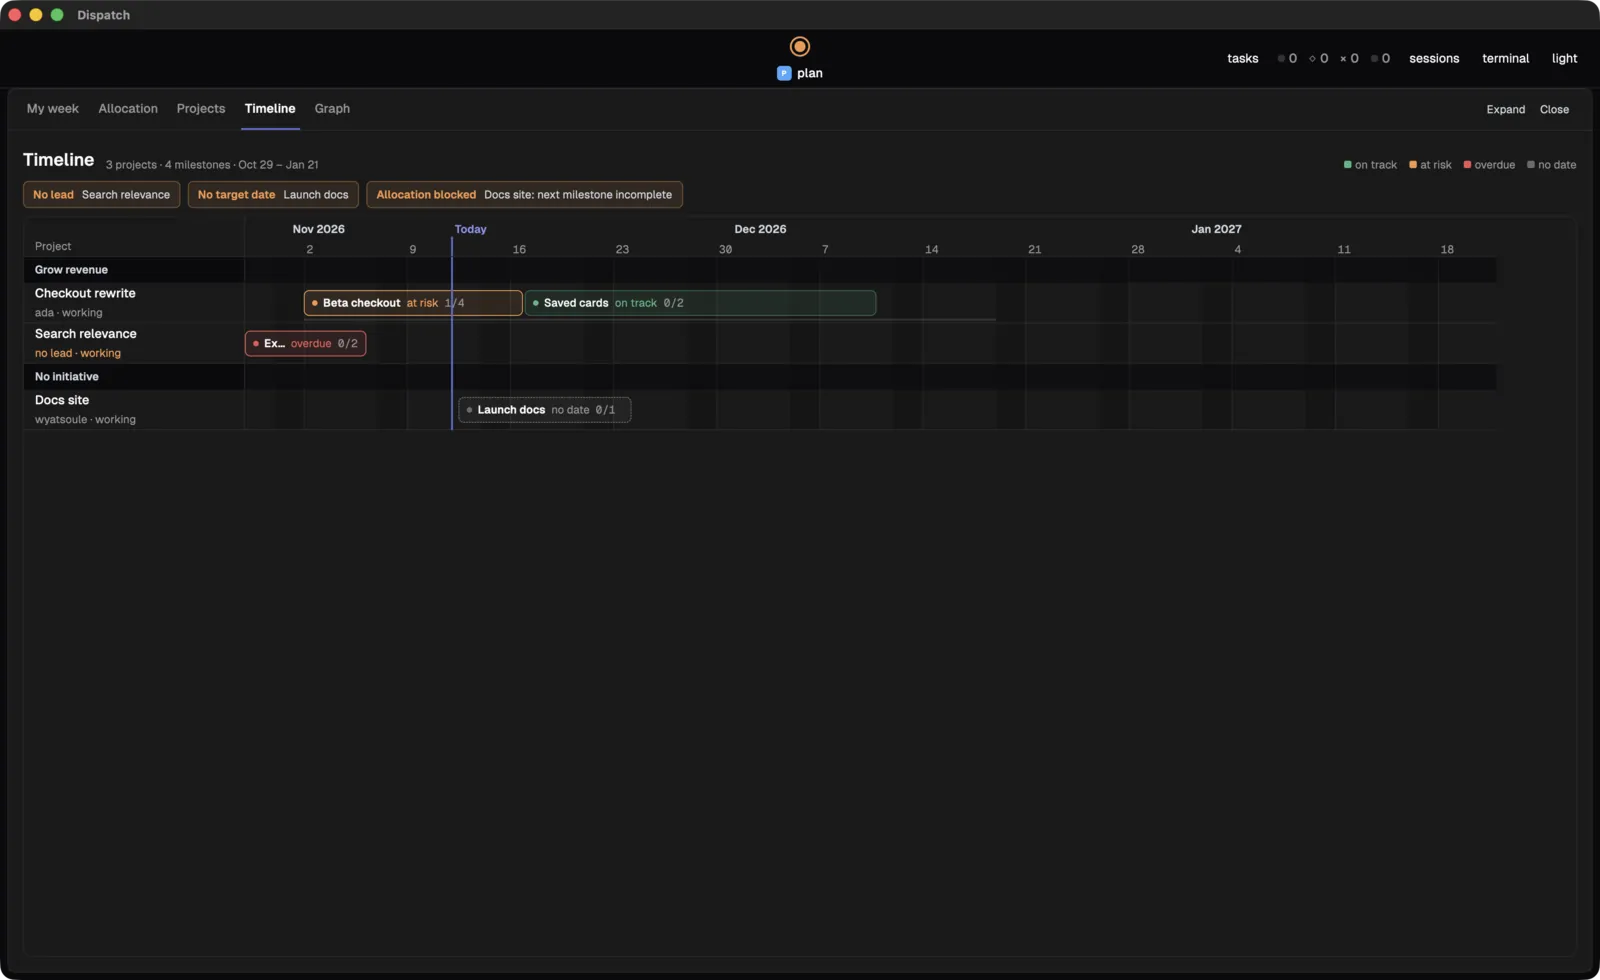 Dispatch
P plan
tasks 0 0 0 0 sessions terminal light
My week Allocation Projects Timeline Graph Expand Close
Timeline 3 projects · 4 milestones · Oct 29 – Jan 21 on track at risk overdue no date
No lead Search relevance No target date Launch docs Allocation blocked Docs site: next milestone incomplete
Nov 2026 Today Dec 2026 Jan 2027
Project 2 9 16 23 30 7 14 21 28 4 11 18
Grow revenue
Checkout rewrite
Beta checkout at risk 1/4 Saved cards on track 0/2
ada · working
Search relevance
Ex... overdue 0/2
no lead · working
No initiative
Docs site
Launch docs no date 0/1
wyatsoule · working